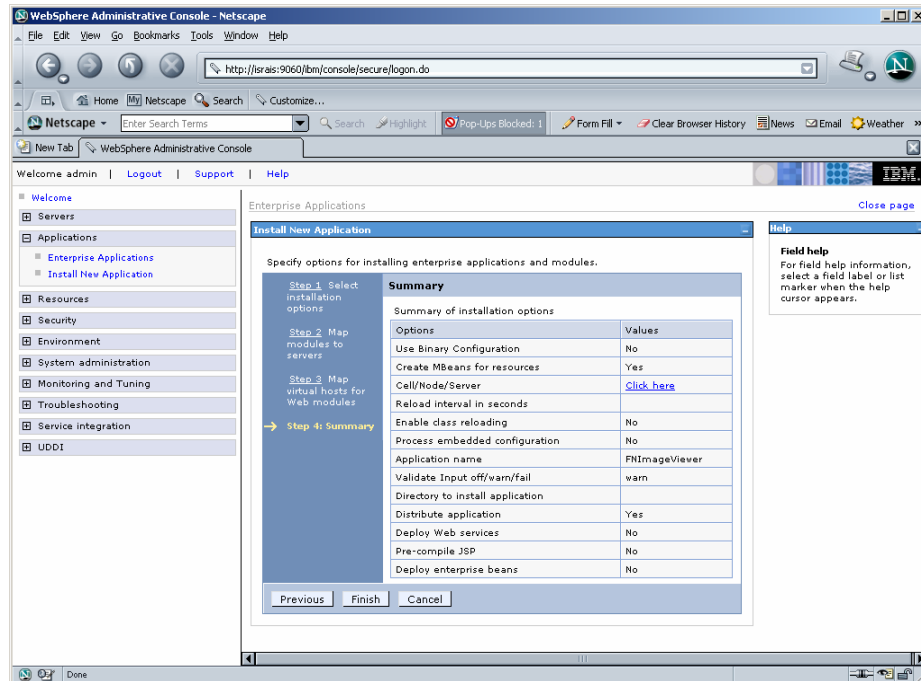 WebSphere Administrative Console - Netscape
File Edit View Go Bookmarks Tools Window Help
http://israis:9060/ibm/console/secure/logon.do
Home My Netscape Search Customize...
Netscape Enter Search Terms Search Highlight Pop-Ups Blocked: 1 Form Fill Clear Browser History News Email Weather »
New Tab WebSphere Administrative Console
Welcome admin | Logout | Support | Help IBM.
Welcome
Servers
Applications
Enterprise Applications
Install New Application
Resources
Security
Environment
System administration
Monitoring and Tuning
Troubleshooting
Service integration
UDDI
Enterprise Applications Close page
Install New Application
Specify options for installing enterprise applications and modules.
Step 1 Select
installation
options
Step 2 Map
modules to
servers
Step 3 Map
virtual hosts for
Web modules
Step 4: Summary
Summary
Summary of installation options
Options Values
Use Binary Configuration No
Create MBeans for resources Yes
Cell/Node/Server Click here
Reload interval in seconds
Enable class reloading No
Process embedded configuration No
Application name FNImageViewer
Validate Input off/warn/fail warn
Directory to install application
Distribute application Yes
Deploy Web services No
Pre-compile JSP No
Deploy enterprise beans No
Previous Finish Cancel
Help
Field help
For field help information,
select a field label or list
marker when the help
cursor appears.
Done